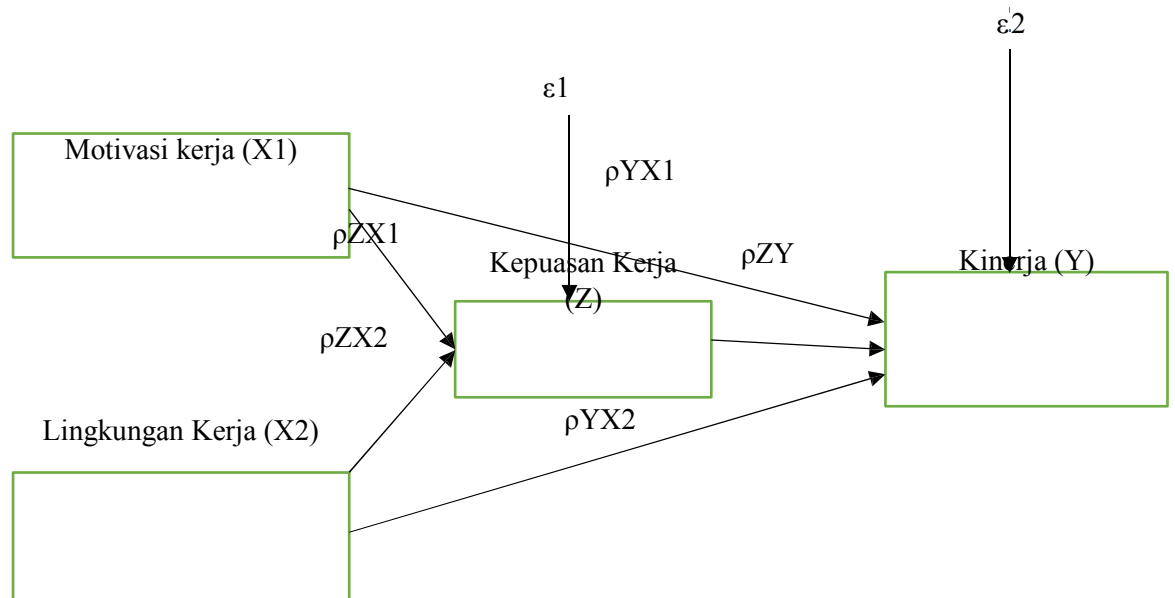 ε2
ε1
Motivasi kerja (X1)
ρYX1
ρZX1
Kepuasan Kerja
(Z)
ρZY
Kinerja (Y)
ρZX2
Lingkungan Kerja (X2)
ρYX2